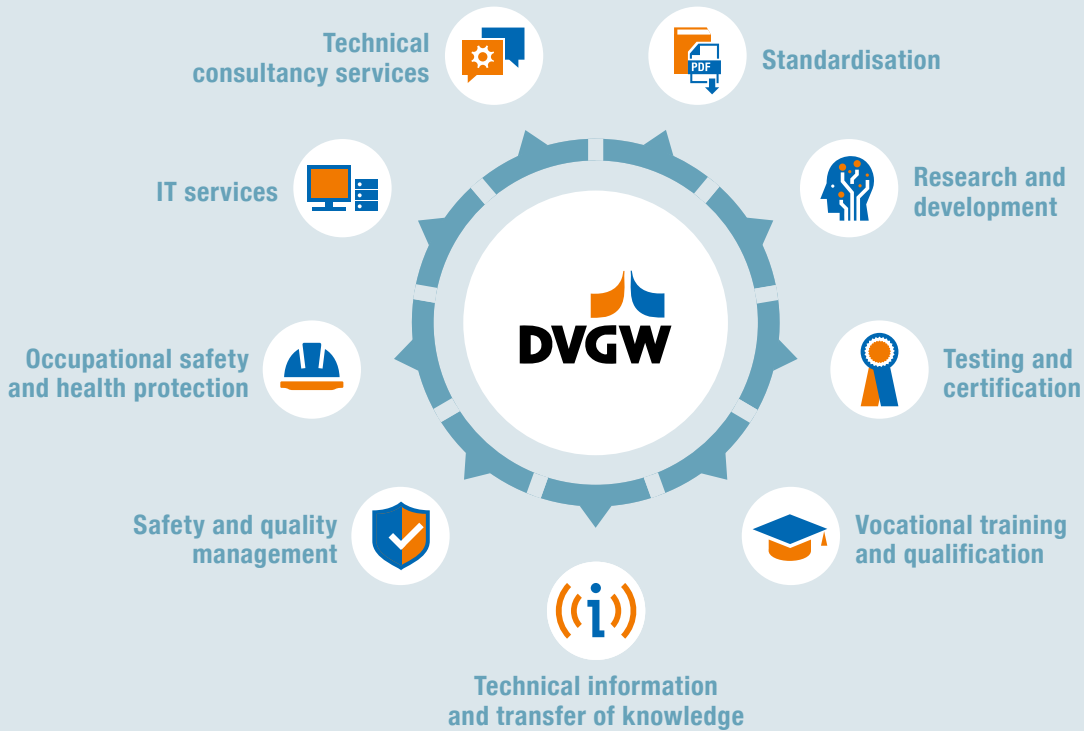 Technical
consultancy services
PDF
Standardisation
IT services
Research and
development
DVGW
Occupational safety
and health protection
Testing and
certification
Safety and quality
management
Vocational training
and qualification
Technical information
and transfer of knowledge